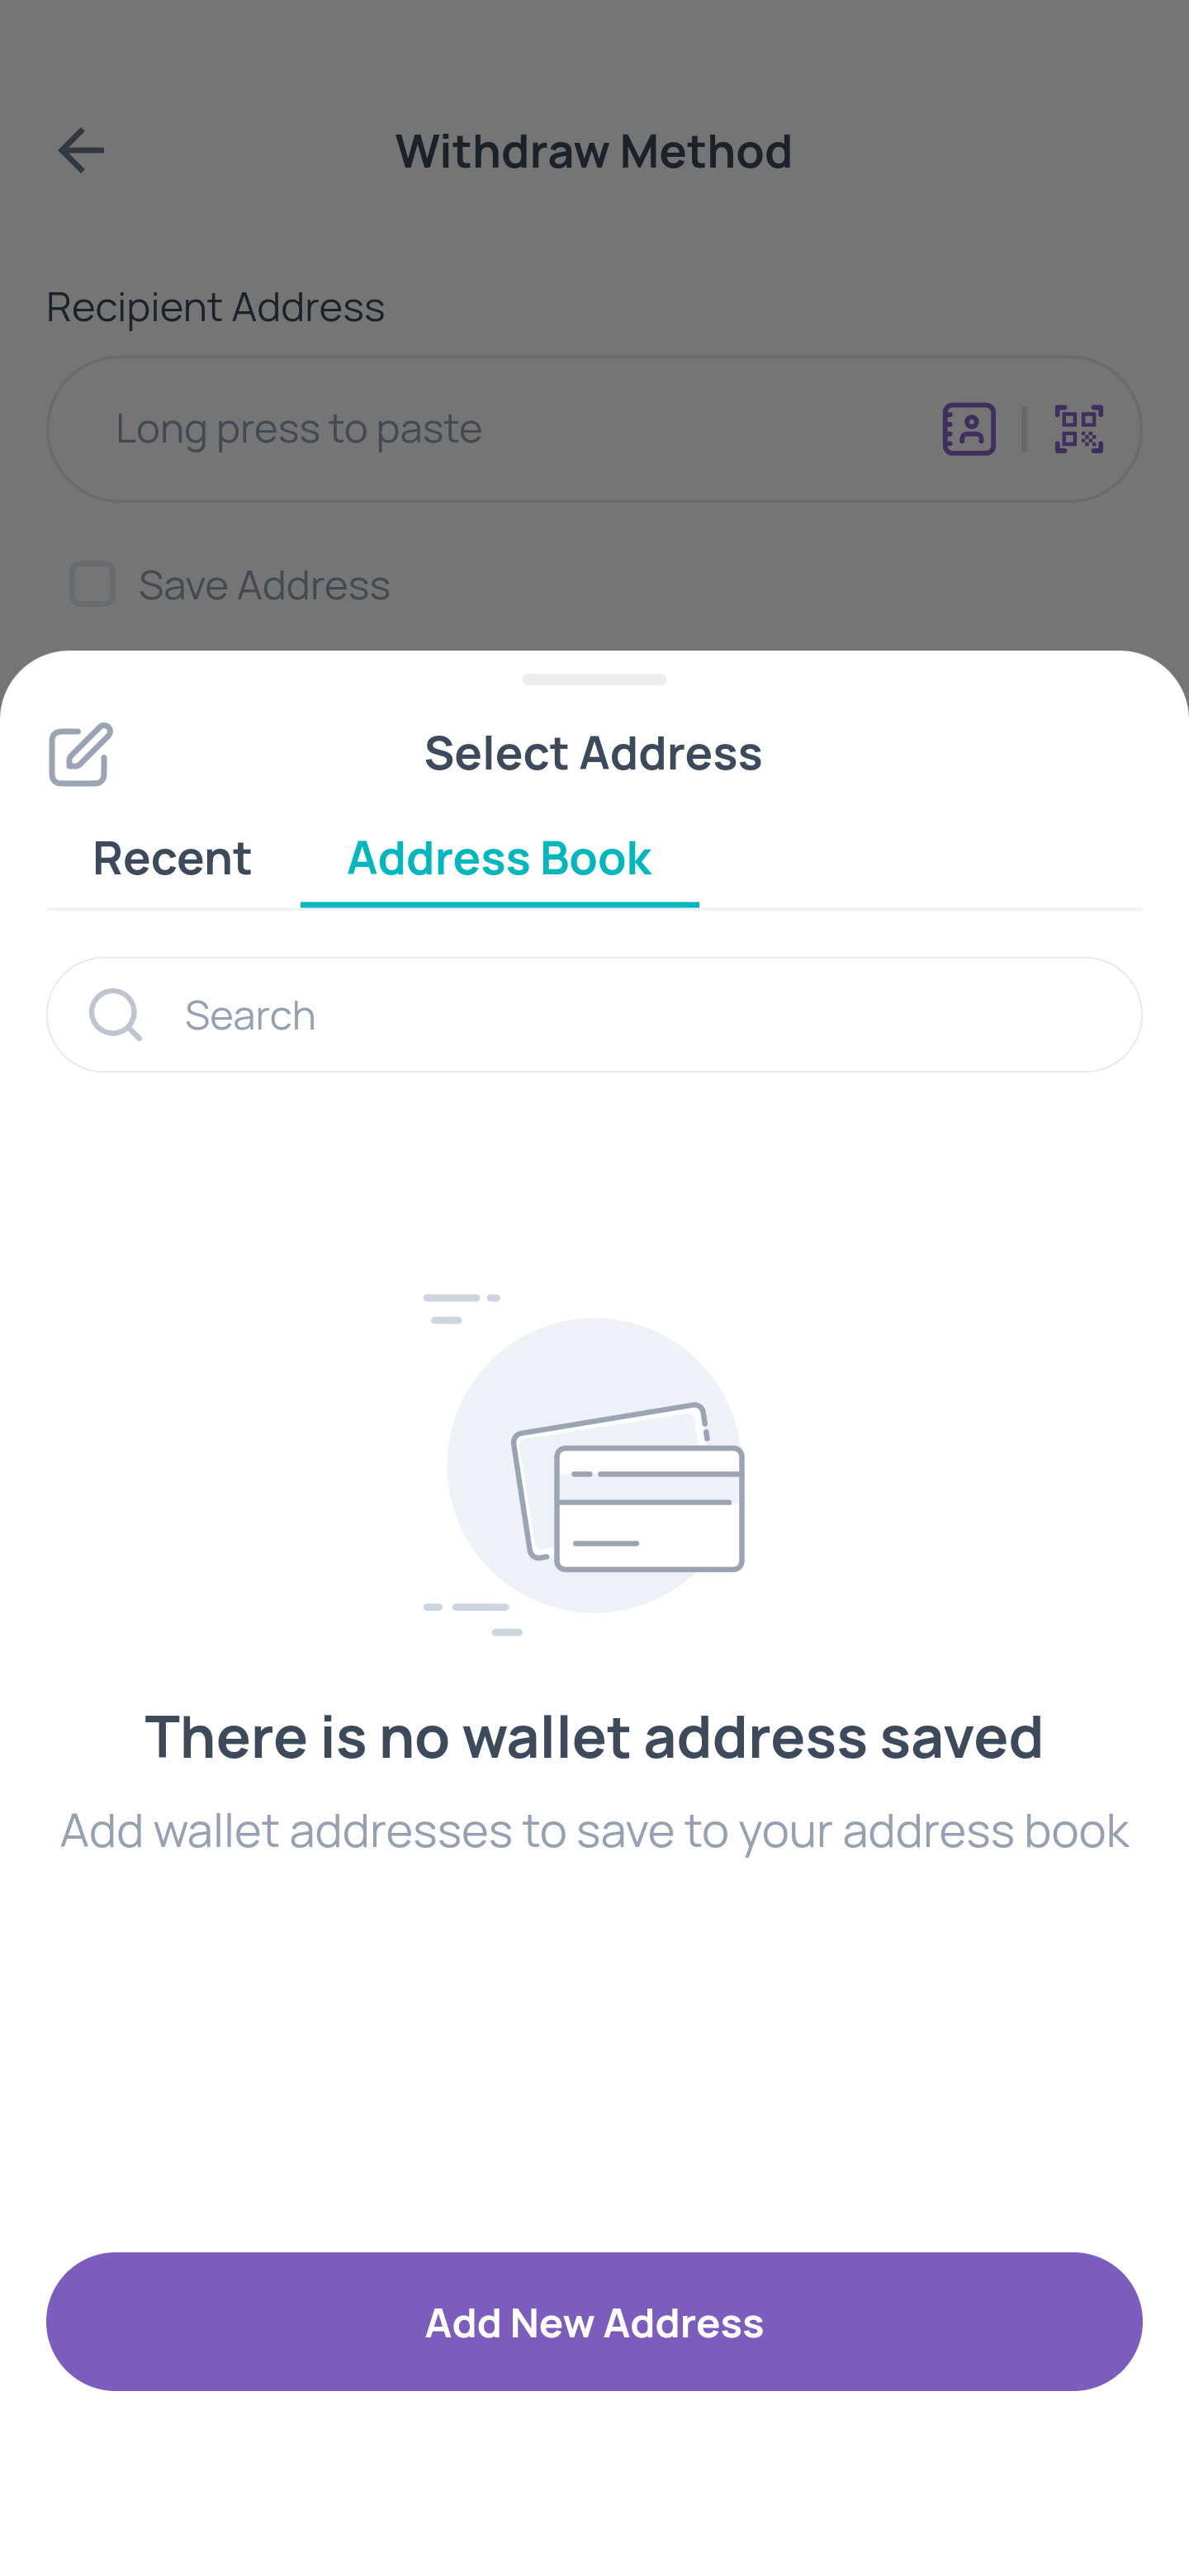 Withdraw Method
Recipient Address
Long press to paste
Save Address
Select Address
Recent
Address Book
Search
There is no wallet address saved
Add wallet addresses to save to your address book
Add New Address